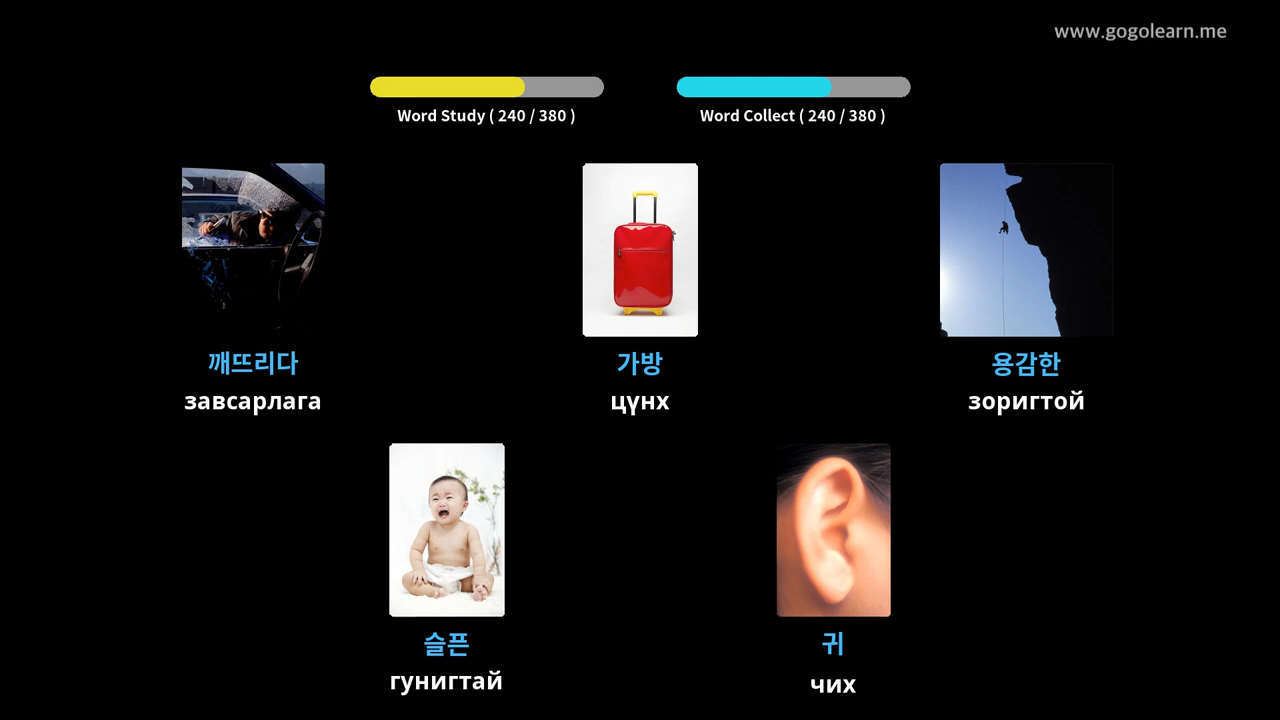 www.gogolearn.me
Word Study ( 240 / 380 )
Word Collect ( 240 / 380 )
깨뜨리다
завсарлага
가방
цүнх
용감한
зоригтой
슬픈
гунигтай
귀
чих